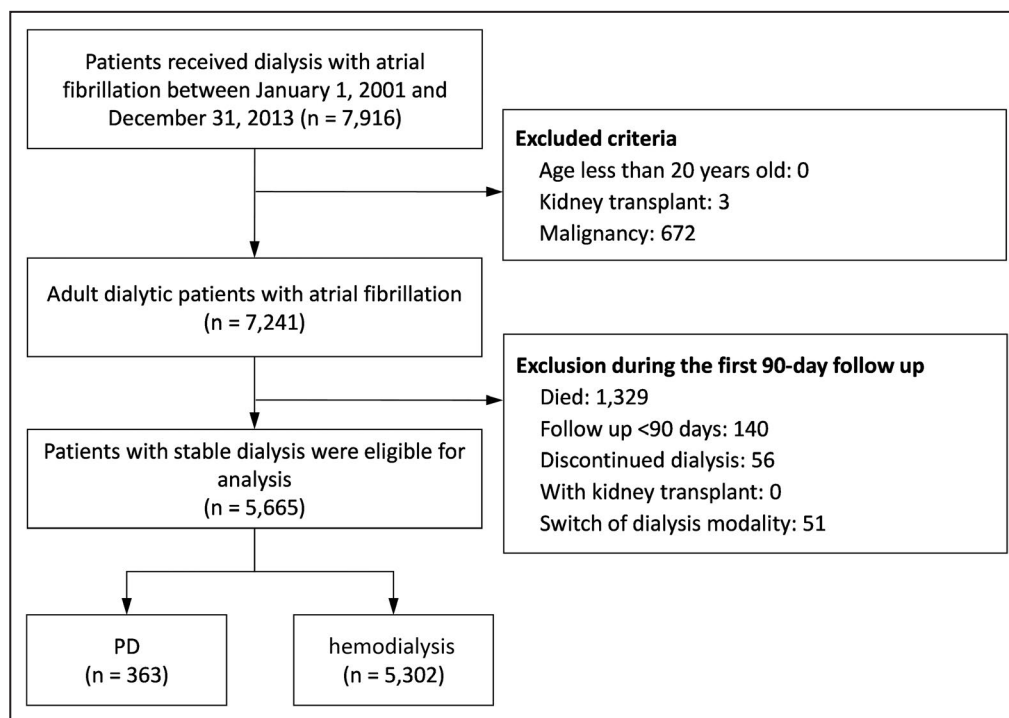 Patients received dialysis with atrial
fibrillation between January 1, 2001 and
December 31, 2013 (n = 7,916)
Excluded criteria
Age less than 20 years old: 0
Kidney transplant: 3
Malignancy: 672
Adult dialytic patients with atrial fibrillation
(n = 7,241)
Exclusion during the first 90-day follow up
Died: 1,329
Follow up <90 days: 140
Discontinued dialysis: 56
With kidney transplant: 0
Switch of dialysis modality: 51
Patients with stable dialysis were eligible for
analysis
(n = 5,665)
PD
(n = 363)
hemodialysis
(n = 5,302)